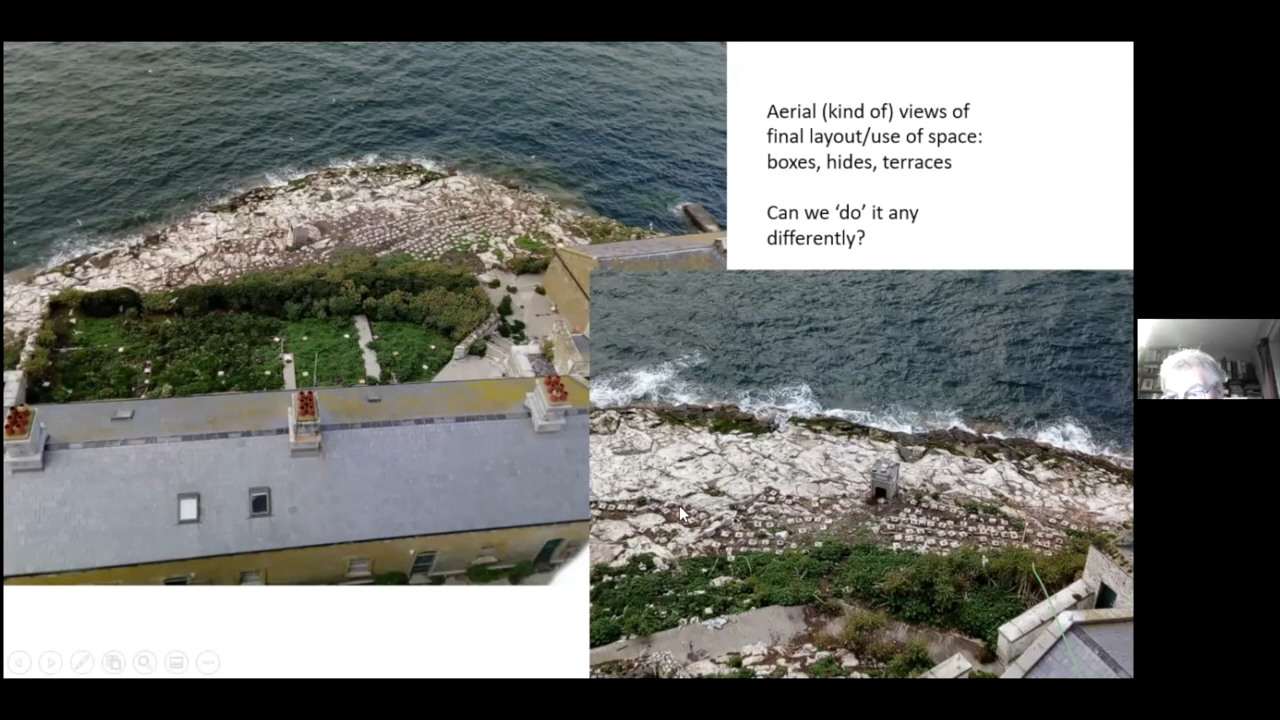 Aerial (kind of) views of
final layout/use of space:
boxes, hides, terraces
Can we ‘do’ it any
differently?